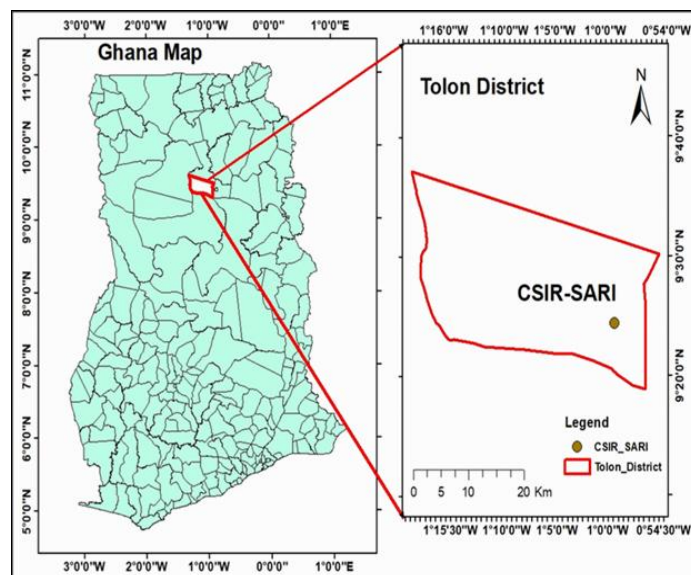 3°0'0"W 2°0'0"W 1°0'0"W 0°0'0" 1°0'0"E
Ghana Map
11°0'0"N
10°0'0"N
9°0'0"N
8°0'0"N
7°0'0"N
6°0'0"N
5°0'0"N
3°0'0"W 2°0'0"W 1°0'0"W 0°0'0"E 1°0'0"E
1°16'0"W 1°10'0"W 1°5'0"W 1°0'0"W 0°54'0"W
Tolon District
N
9°40'0"N
9°30'0"N
9°20'0"N
CSIR-SARI
Legend
CSIR_SARI
Tolon_District
0 5 10 20
Km
1°15'30"W 1°10'0"W 1°5'0"W 1°0'0"W 0°54'30"W